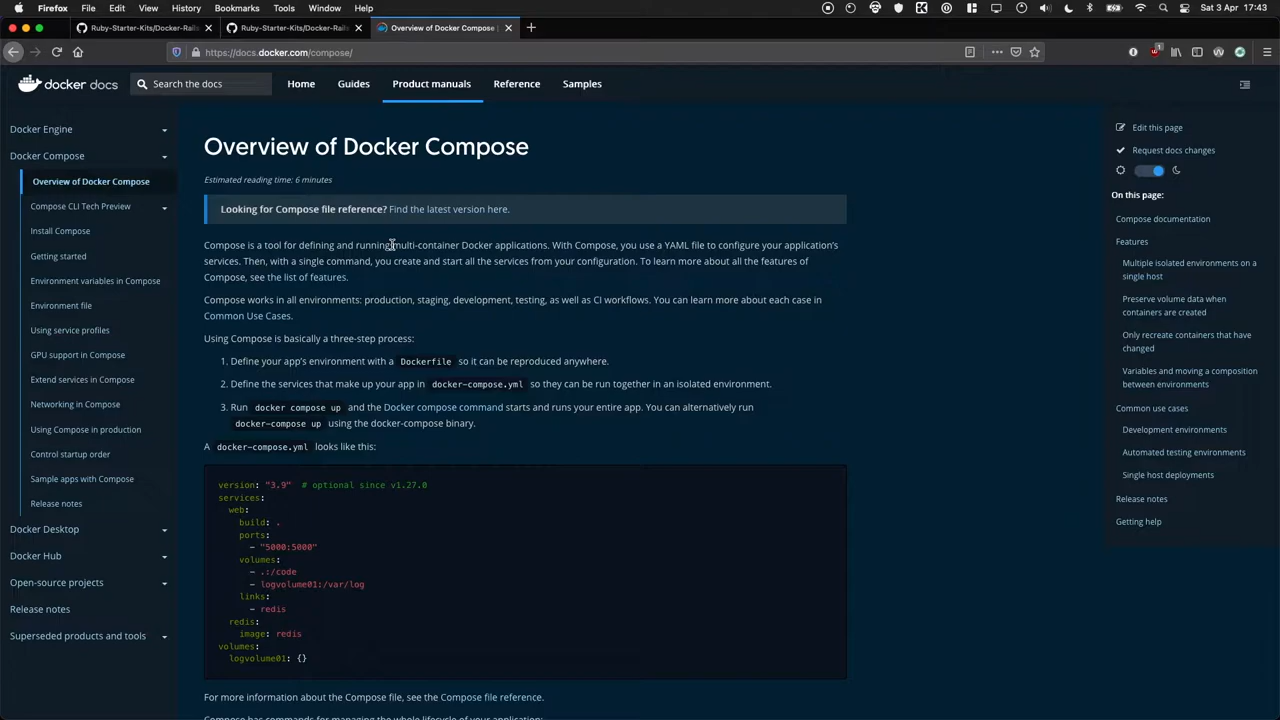 Firefox File Edit View History Bookmarks Tools Window Help Sat 3 Apr 17:43
Ruby-Starter-Kits/Docker-Rails
Ruby-Starter-Kits/Docker-Rails
Overview of Docker Compose |
https://docs.docker.com/compose/
docker docs
Search the docs
Home
Guides
Product manuals
Reference
Samples
Docker Engine
Docker Compose
Overview of Docker Compose
Compose CLI Tech Preview
Install Compose
Getting started
Environment variables in Compose
Environment file
Using service profiles
GPU support in Compose
Extend services in Compose
Networking in Compose
Using Compose in production
Control startup order
Sample apps with Compose
Release notes
Docker Desktop
Docker Hub
Open-source projects
Release notes
Superseded products and tools
Overview of Docker Compose
Estimated reading time: 6 minutes
Looking for Compose file reference? Find the latest version here.
Compose is a tool for defining and running multi-container Docker applications. With Compose, you use a YAML file to configure your application's
services. Then, with a single command, you create and start all the services from your configuration. To learn more about all the features of
Compose, see the list of features.
Compose works in all environments: production, staging, development, testing, as well as CI workflows. You can learn more about each case in
Common Use Cases.
Using Compose is basically a three-step process:
1. Define your app's environment with a Dockerfile so it can be reproduced anywhere.
2. Define the services that make up your app in docker-compose.yml so they can be run together in an isolated environment.
3. Run docker compose up and the Docker compose command starts and runs your entire app. You can alternatively run
docker-compose up using the docker-compose binary.
A docker-compose.yml looks like this:
version: "3.9" # optional since v1.27.0
services:
web:
build: .
ports:
- "5000:5000"
volumes:
- .:/code
- logvolume01:/var/log
links:
- redis
redis:
image: redis
volumes:
logvolume01: {}
For more information about the Compose file, see the Compose file reference.
Compose has commands for managing the whole lifecycle of your application:
Edit this page
Request docs changes
On this page:
Compose documentation
Features
Multiple isolated environments on a
single host
Preserve volume data when
containers are created
Only recreate containers that have
changed
Variables and moving a composition
between environments
Common use cases
Development environments
Automated testing environments
Single host deployments
Release notes
Getting help